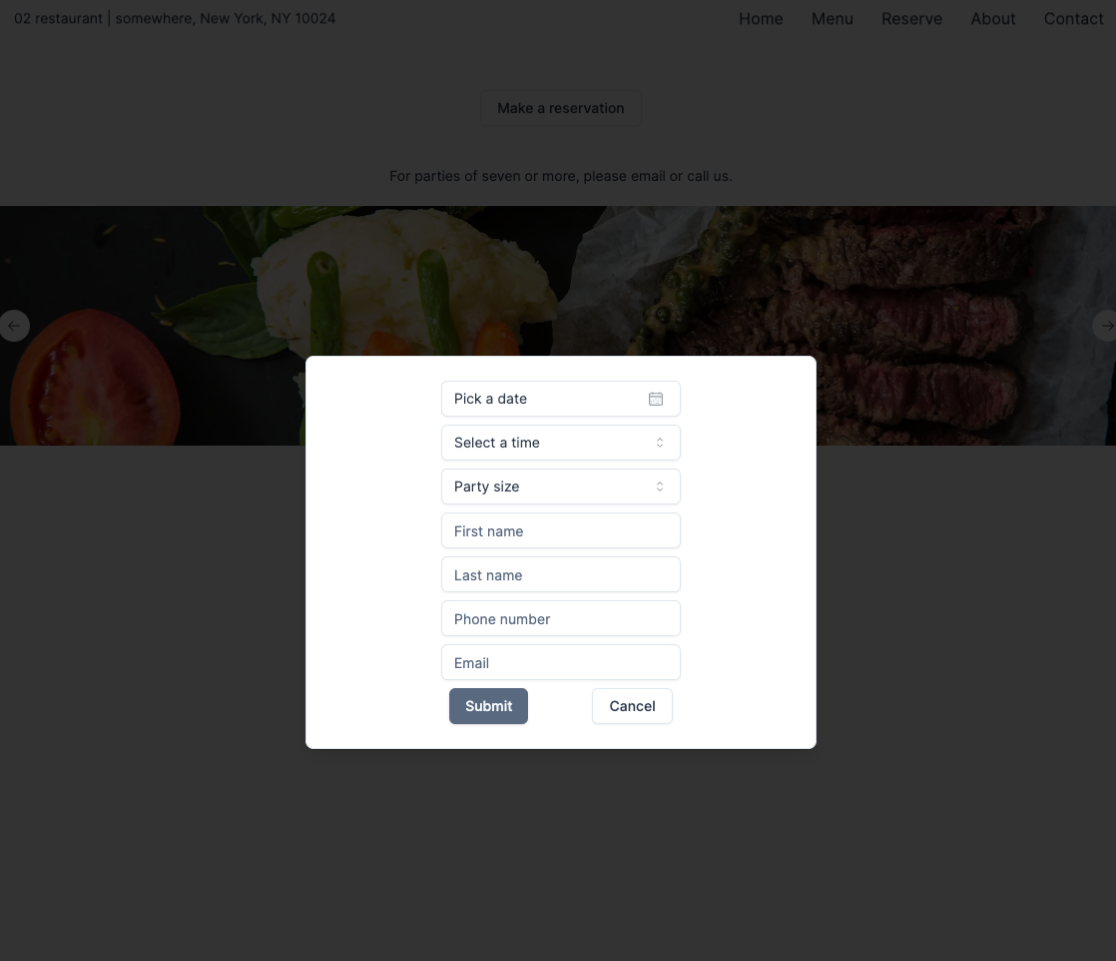 02 restaurant | somewhere, New York, NY 10024
Home Menu Reserve About Contact
Make a reservation
For parties of seven or more, please email or call us.
Pick a date
Select a time
Party size
First name
Last name
Phone number
Email
Submit Cancel